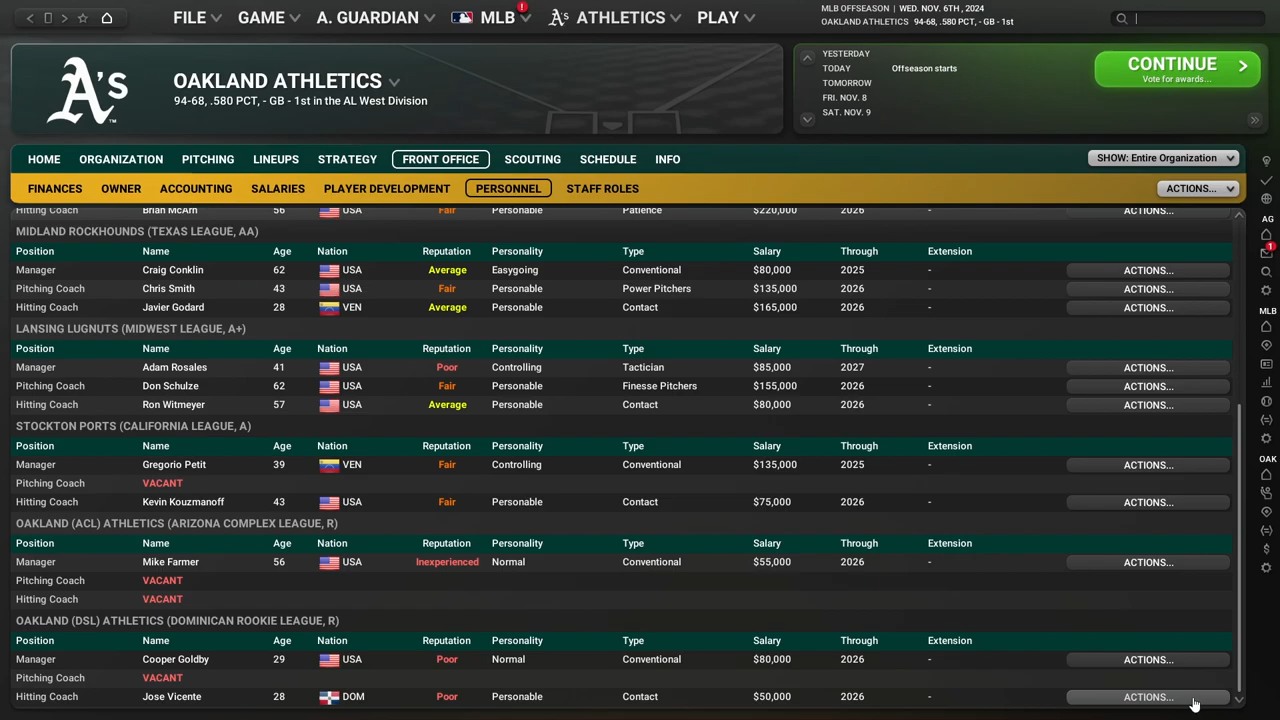 FILE GAME A. GUARDIAN MLB ! A's ATHLETICS PLAY
MLB OFFSEASON | WED. NOV. 6TH , 2024
OAKLAND ATHLETICS 94-68, .580 PCT, - GB - 1st
A's
OAKLAND ATHLETICS
94-68, .580 PCT, - GB - 1st in the AL West Division
YESTERDAY
TODAY Offseason starts
TOMORROW
FRI. NOV. 8
SAT. NOV. 9
CONTINUE
Vote for awards...
HOME ORGANIZATION PITCHING LINEUPS STRATEGY FRONT OFFICE SCOUTING SCHEDULE INFO SHOW: Entire Organization
FINANCES OWNER ACCOUNTING SALARIES PLAYER DEVELOPMENT PERSONNEL STAFF ROLES ACTIONS...
Hitting Coach Brian McArn 56 USA Fair Personable Patience $220,000 2026 - ACTIONS...
MIDLAND ROCKHOUNDS (TEXAS LEAGUE, AA)
Position Name Age Nation Reputation Personality Type Salary Through Extension
Manager Craig Conklin 62 USA Average Easygoing Conventional $80,000 2025 - ACTIONS...
Pitching Coach Chris Smith 43 USA Fair Personable Power Pitchers $135,000 2026 - ACTIONS...
Hitting Coach Javier Godard 28 VEN Average Personable Contact $165,000 2026 - ACTIONS...
LANSING LUGNUTS (MIDWEST LEAGUE, A+)
Position Name Age Nation Reputation Personality Type Salary Through Extension
Manager Adam Rosales 41 USA Poor Controlling Tactician $85,000 2027 - ACTIONS...
Pitching Coach Don Schulze 62 USA Fair Personable Finesse Pitchers $155,000 2026 - ACTIONS...
Hitting Coach Ron Witmeyer 57 USA Average Personable Contact $80,000 2026 - ACTIONS...
STOCKTON PORTS (CALIFORNIA LEAGUE, A)
Position Name Age Nation Reputation Personality Type Salary Through Extension
Manager Gregorio Petit 39 VEN Fair Controlling Conventional $135,000 2025 - ACTIONS...
Pitching Coach VACANT
Hitting Coach Kevin Kouzmanoff 43 USA Fair Personable Contact $75,000 2026 - ACTIONS...
OAKLAND (ACL) ATHLETICS (ARIZONA COMPLEX LEAGUE, R)
Position Name Age Nation Reputation Personality Type Salary Through Extension
Manager Mike Farmer 56 USA Inexperienced Normal Conventional $55,000 2026 - ACTIONS...
Pitching Coach VACANT
Hitting Coach VACANT
OAKLAND (DSL) ATHLETICS (DOMINICAN ROOKIE LEAGUE, R)
Position Name Age Nation Reputation Personality Type Salary Through Extension
Manager Cooper Goldby 29 USA Poor Normal Conventional $80,000 2026 - ACTIONS...
Pitching Coach VACANT
Hitting Coach Jose Vicente 28 DOM Poor Personable Contact $50,000 2026 - ACTIONS...
AG
1
MLB
OAK